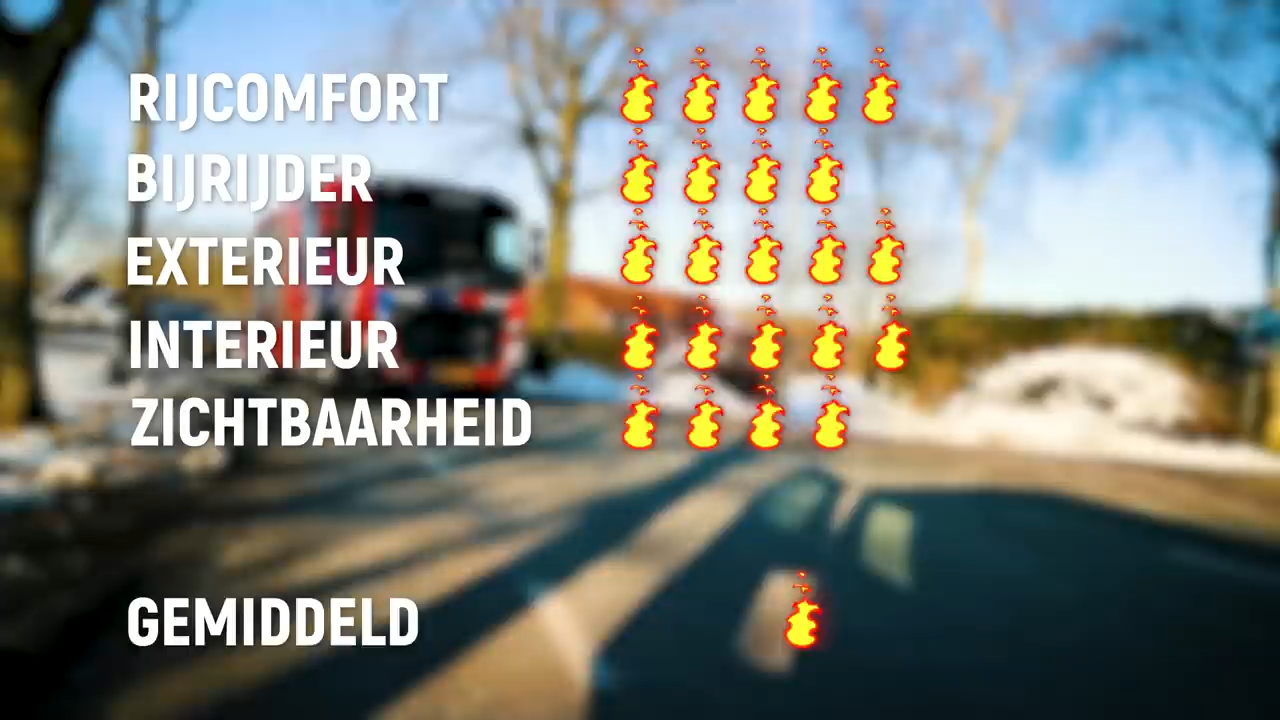 RIJCOMFORT
BIJRIJDER
EXTERIEUR
INTERIEUR
ZICHTBAARHEID
GEMIDDELD